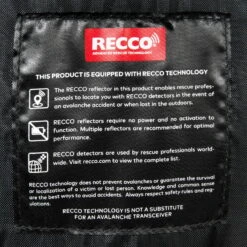 RECCO
ADVANCED RESCUE TECHNOLOGY
THIS PRODUCT IS EQUIPPED WITH RECCO TECHNOLOGY
The RECCO reflector in this product enables rescue profes-
sionals to locate you with RECCO detectors in the event of
an avalanche accident or when lost in the outdoors.
RECCO reflectors require no power and no activation to
function. Multiple reflectors are recommended for optimal
performance.
RECCO detectors are used by rescue professionals world-
wide. Visit recco.com to view the complete list.
RECCO technology does not prevent avalanches or guarantee the survival
or localization of a victim or lost person. Knowledge and common sense
are the best ways to avoid accidents. Always respect safety rules and reg-
ulations.
RECCO TECHNOLOGY IS NOT A SUBSTITUTE
FOR AN AVALANCHE TRANSCEIVER